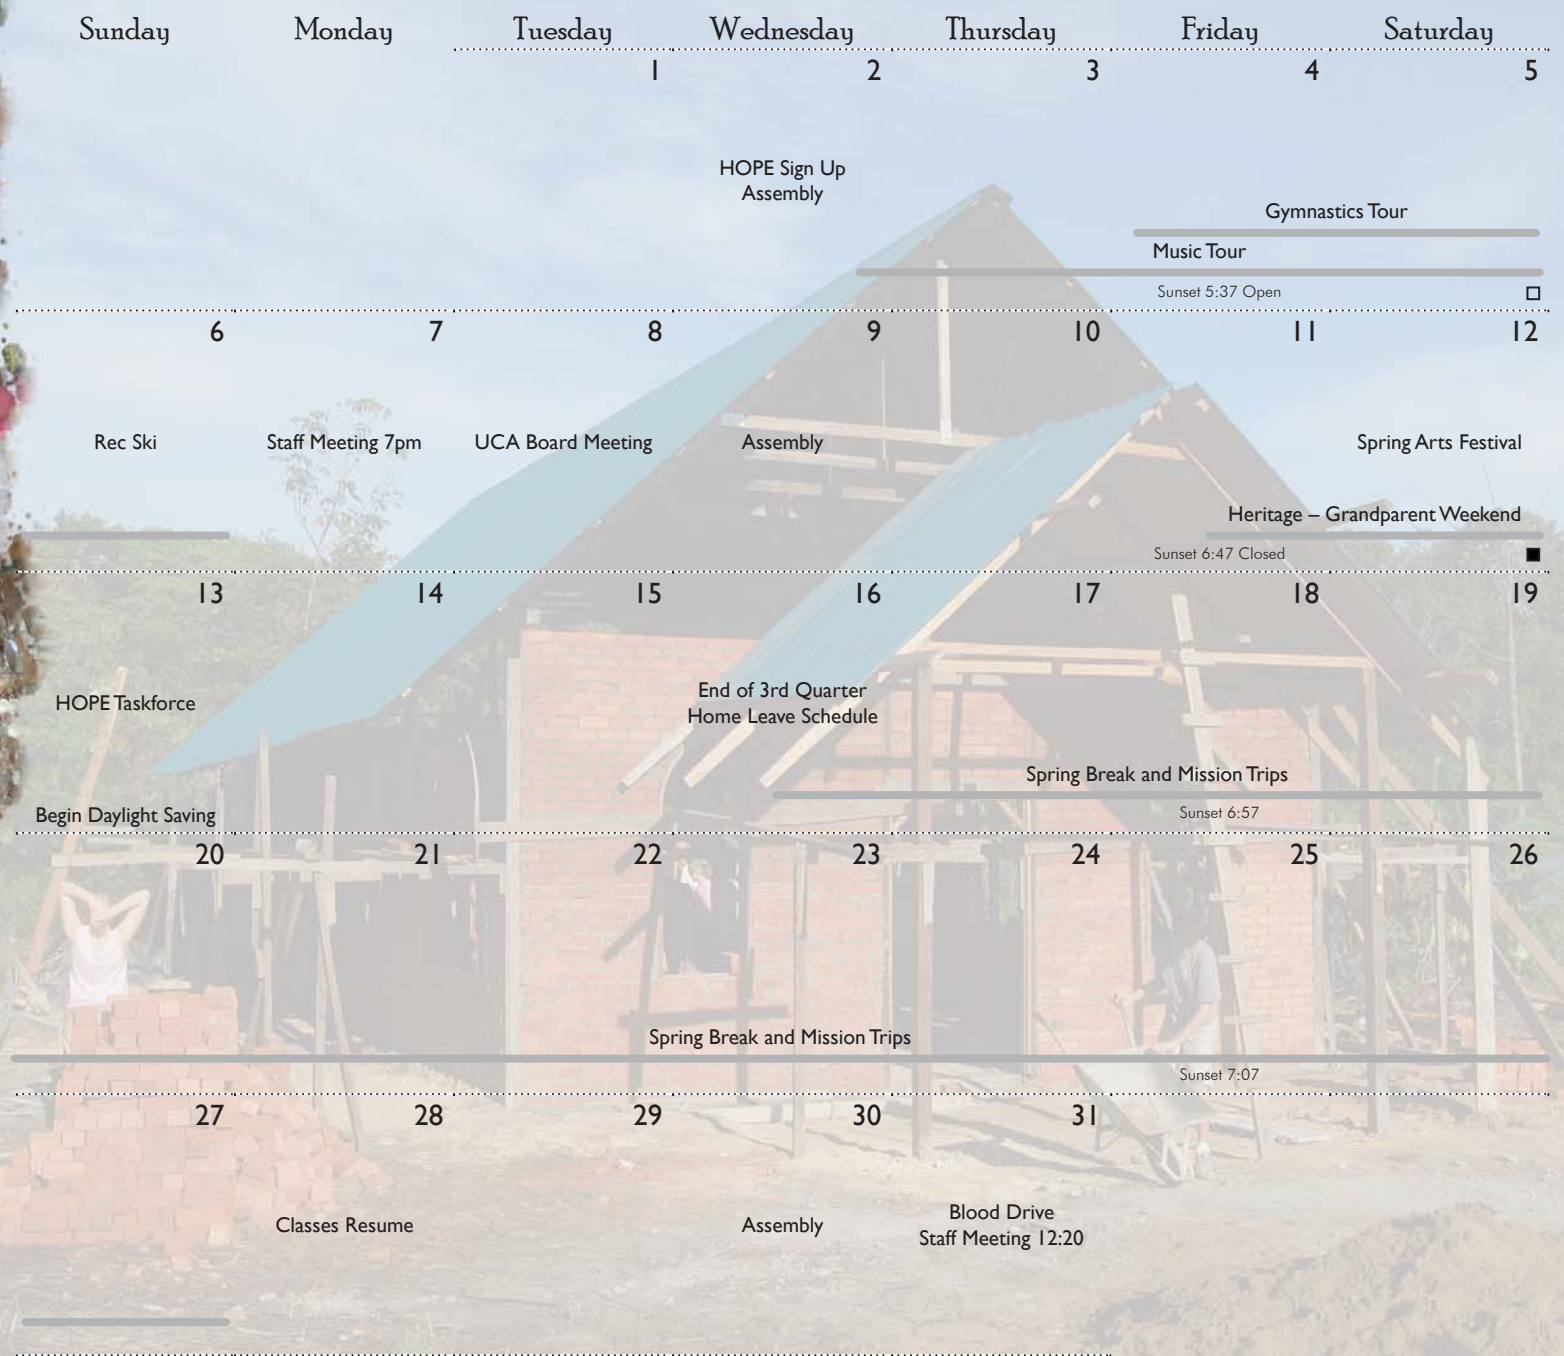 Sunday Monday Tuesday Wednesday Thursday Friday Saturday
1 2 3 4 5
HOPE Sign Up
Assembly
Gymnastics Tour
Music Tour
Sunset 5:37 Open
6 7 8 9 10 11 12
Rec Ski Staff Meeting 7pm UCA Board Meeting Assembly Spring Arts Festival
Heritage – Grandparent Weekend
Sunset 6:47 Closed
13 14 15 16 17 18 19
End of 3rd Quarter
HOPE Taskforce
Home Leave Schedule
Spring Break and Mission Trips
Begin Daylight Saving Sunset 6:57
20 21 22 23 24 25 26
Spring Break and Mission Trips
Sunset 7:07
27 28 29 30 31
Blood Drive
Classes Resume Assembly
Staff Meeting 12:20